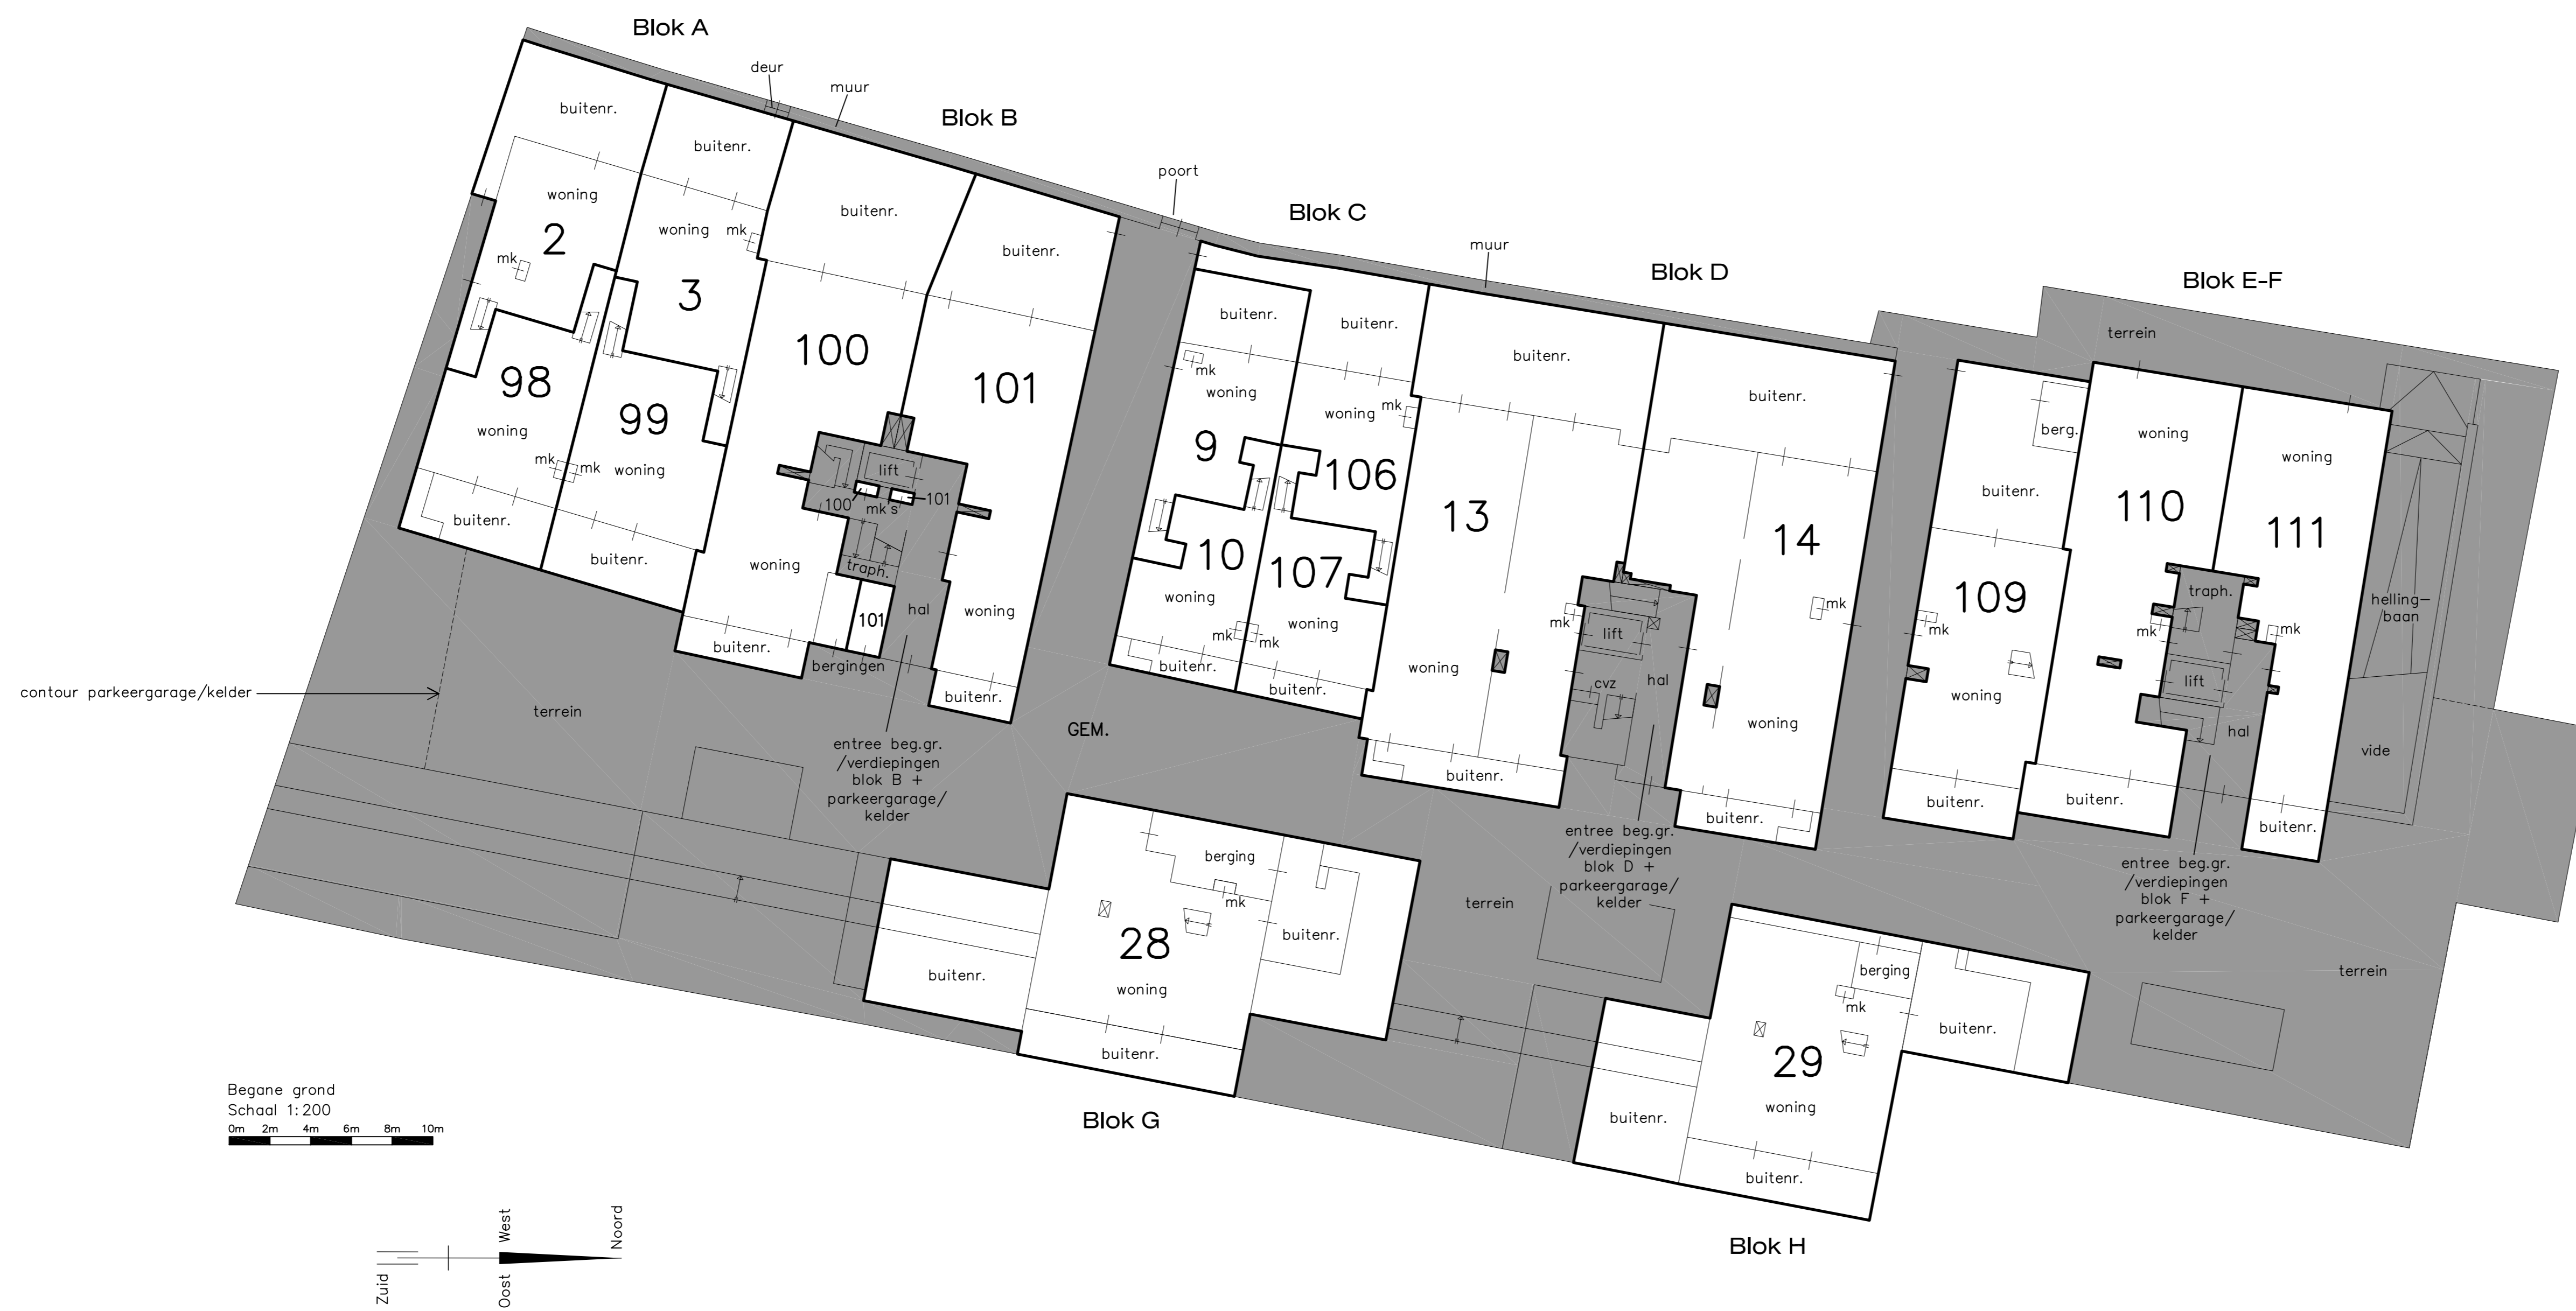 Blok A
deur
muur
Blok B
poort
Blok C
muur
Blok D
Blok E-F
buitenr.
woning
2
mk
98
woning
mk
buitenr.
buitenr.
woning
mk
3
99
mk
woning
buitenr.
buitenr.
100
lift
100
mk's
101
traph.
woning
101
hal
buitenr.
bergingen
buitenr.
101
woning
buitenr.
entree beg.gr.
/verdiepingen
blok B +
parkeergarage/
kelder
contour parkeergarage/kelder
terrein
GEM.
buitenr.
mk
woning
9
10
woning
mk
buitenr.
buitenr.
woning
mk
106
107
woning
mk
buitenr.
buitenr.
13
woning
buitenr.
mk
lift
cvz
hal
entree beg.gr.
/verdiepingen
blok D +
parkeergarage/
kelder
buitenr.
14
mk
woning
buitenr.
terrein
berg.
buitenr.
109
mk
woning
buitenr.
woning
110
mk
buitenr.
traph.
lift
hal
woning
111
mk
buitenr.
helling-
baan
vide
entree beg.gr.
/verdiepingen
blok F +
parkeergarage/
kelder
terrein
terrein
berging
mk
28
woning
buitenr.
buitenr.
buitenr.
Blok G
berging
mk
29
woning
buitenr.
buitenr.
buitenr.
Blok H
Begane grond
Schaal 1:200
0m 2m 4m 6m 8m 10m
Zuid
Oost
West
Noord